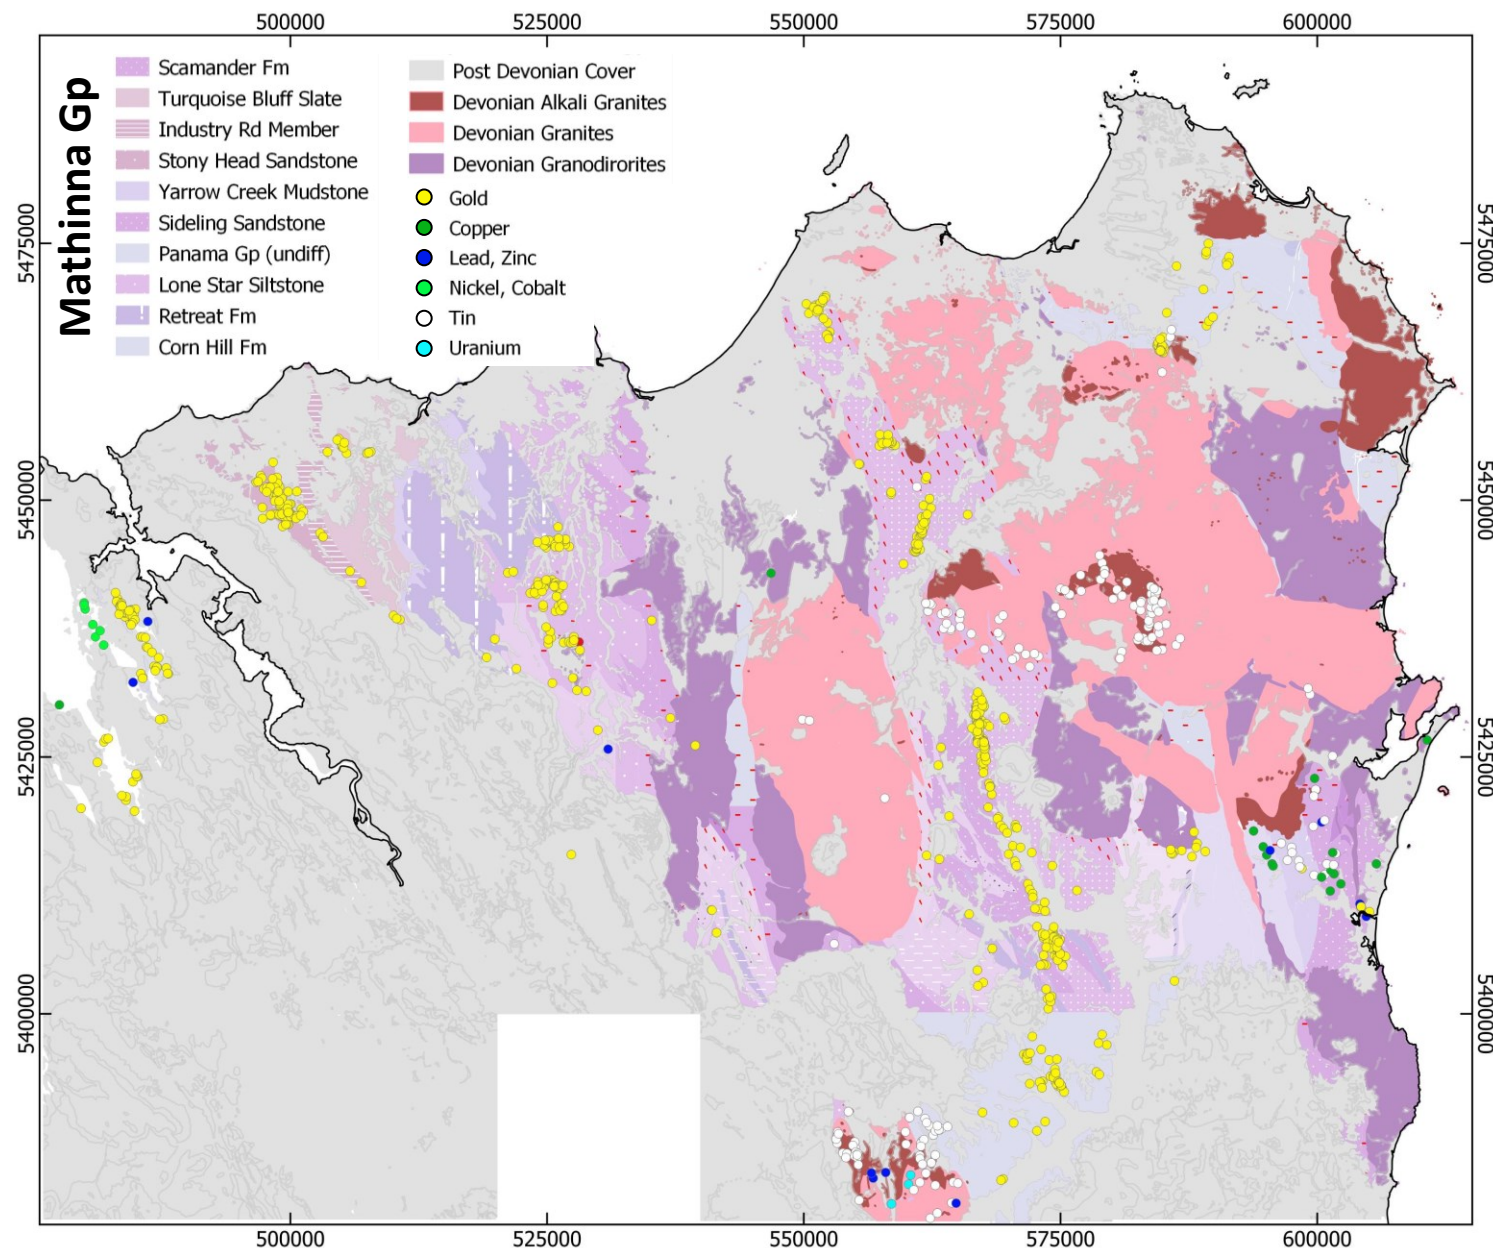 500000 525000 550000 575000 600000
Mathinna Gp
Scamander Fm
Turquoise Bluff Slate
Industry Rd Member
Stony Head Sandstone
Yarrow Creek Mudstone
Sideling Sandstone
Panama Gp (undiff)
Lone Star Siltstone
Retreat Fm
Corn Hill Fm
Post Devonian Cover
Devonian Alkali Granites
Devonian Granites
Devonian Granodirorites
Gold
Copper
Lead, Zinc
Nickel, Cobalt
Tin
Uranium
5475000
5450000
5425000
5400000
5475000
5450000
5425000
5400000
500000 525000 550000 575000 600000